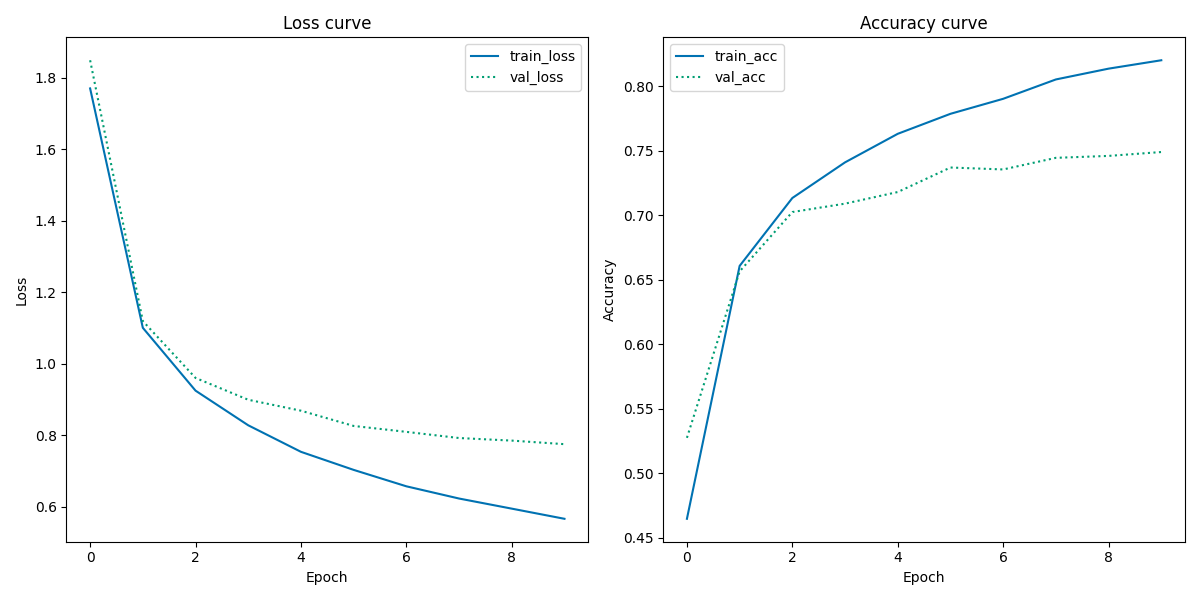 Loss curve
train_loss
val_loss
1.8
1.6
1.4
1.2
1.0
0.8
0.6
Loss
0 2 4 6 8
Epoch
Accuracy curve
train_acc
val_acc
0.80
0.75
0.70
0.65
0.60
0.55
0.50
0.45
Accuracy
0 2 4 6 8
Epoch